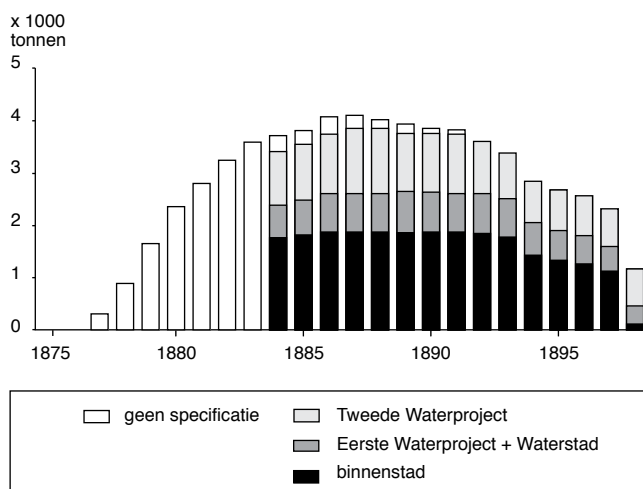 x 1000
tonnen
5
4
3
2
1
0
1875 1880 1885 1890 1895
geen specificatie
Tweede Waterproject
Eerste Waterproject + Waterstad
binnenstad